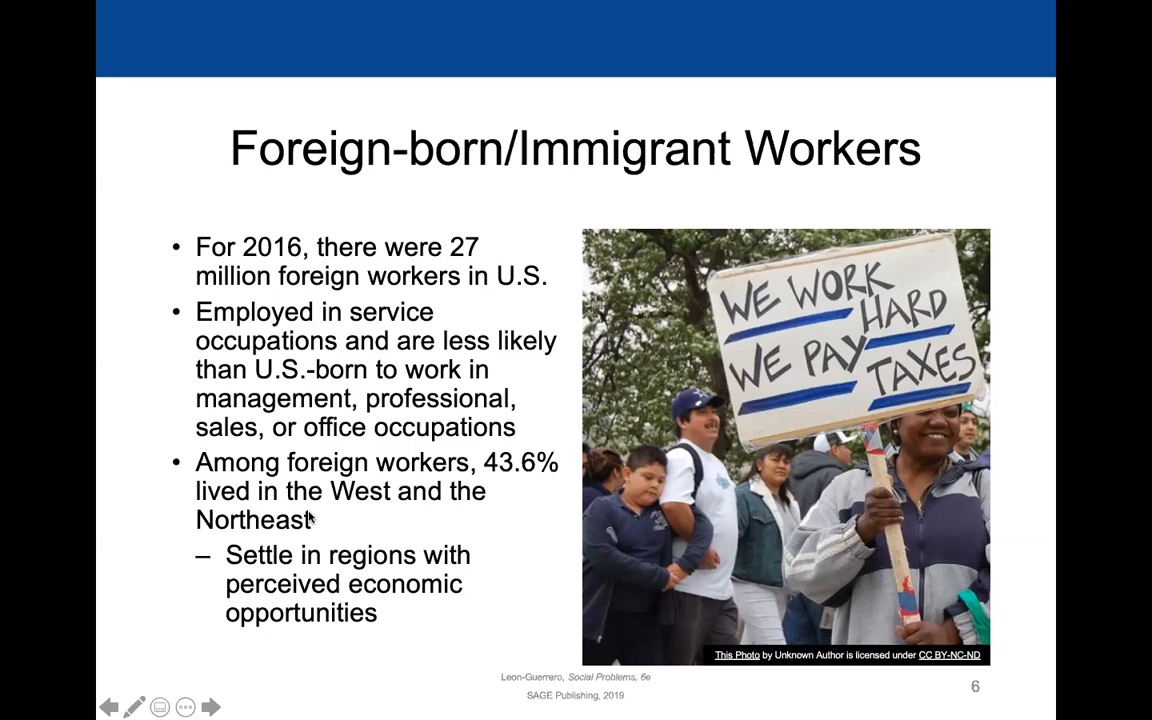 Foreign-born/Immigrant Workers
• For 2016, there were 27
million foreign workers in U.S.
• Employed in service
occupations and are less likely
than U.S.-born to work in
management, professional,
sales, or office occupations
• Among foreign workers, 43.6%
lived in the West and the
Northeast
– Settle in regions with
perceived economic
opportunities
WE WORK
HARD
WE PAY
TAXES
This Photo by Unknown Author is licensed under CC BY-NC-ND
Leon-Guerrero, Social Problems, 6e
SAGE Publishing, 2019
6